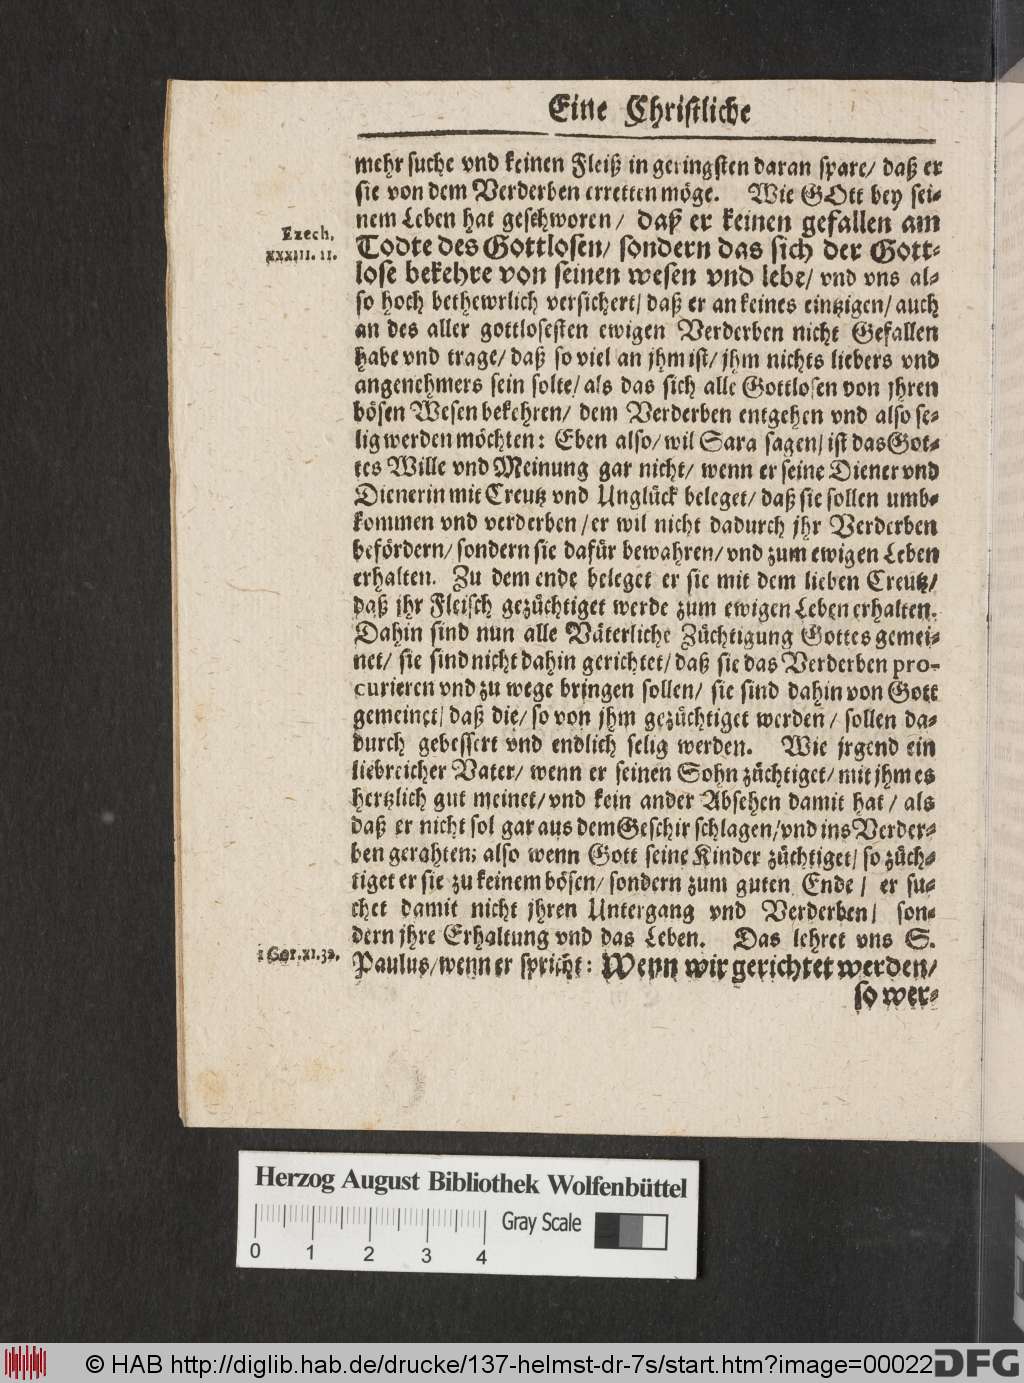 Eine Christliche
mehr suche vnd keinen Fleiß in geringsten daran spare/ daß er
sie von dem Verderben erretten möge. Wie GOtt bey sei-
nem Leben hat geschworen/ daß er keinen gefallen am
Ezech.
Todte des Gottlosen/ sondern das sich der Gott-
xxxiii. 11.
lose bekehre von seinen wesen vnd lebe/ vnd vns al-
so hoch bethewrlich versichert/ daß er an keines eintzigen/ auch
an des aller gottlosesten ewigen Verderben nicht Gefallen
habe vnd trage/ daß so viel an jhm ist/ jhm nichts liebers vnd
angenehmers sein solte/ als das sich alle Gottlosen von jhren
bösen Wesen bekehren/ dem Verderben entgehen vnd also se-
lig werden möchten: Eben also/ wil Sara sagen/ ist das Got-
tes Wille vnd Meinung gar nicht/ wenn er seine Diener vnd
Dienerin mit Creutz vnd Unglück beleget/ daß sie sollen umb-
kommen vnd verderben/ er wil nicht dadurch jhr Verderben
befördern/ sondern sie dafür bewahren/ vnd zum ewigen Leben
erhalten. Zu dem ende beleget er sie mit dem lieben Creutz/
daß jhr Fleisch gezüchtiget werde zum ewigen Leben erhalten.
Dahin sind nun alle Väterliche Züchtigung Gottes gemei-
net/ sie sind nicht dahin gerichtet/ daß sie das Verderben pro-
curieren vnd zu wege bringen sollen/ sie sind dahin von Gott
gemeinet/ daß die/ so von jhm gezüchtiget werden/ sollen da-
durch gebessert vnd endlich selig werden. Wie jrgend ein
liebreicher Vater/ wenn er seinen Sohn züchtiget/ mit jhm es
hertzlich gut meinet/ vnd kein ander Absehen damit hat/ als
daß er nicht sol gar aus dem Geschir schlagen/ vnd ins Verder-
ben gerahten; also wenn Gott seine Kinder züchtiget/ so züch-
tiget er sie zu keinem bösen/ sondern zum guten Ende/ er su-
chet damit nicht jhren Untergang vnd Verderben/ son-
dern jhre Erhaltung vnd das Leben. Das lehret vns S.
1 Cor. xi. 32.
Paulus/ wenn er spricht: Wenn wir gerichtet werden/
so wer-
Herzog August Bibliothek Wolfenbüttel
Gray Scale
0 1 2 3 4
© HAB http://diglib.hab.de/drucke/137-helmst-dr-7s/start.htm?image=00022
DFG